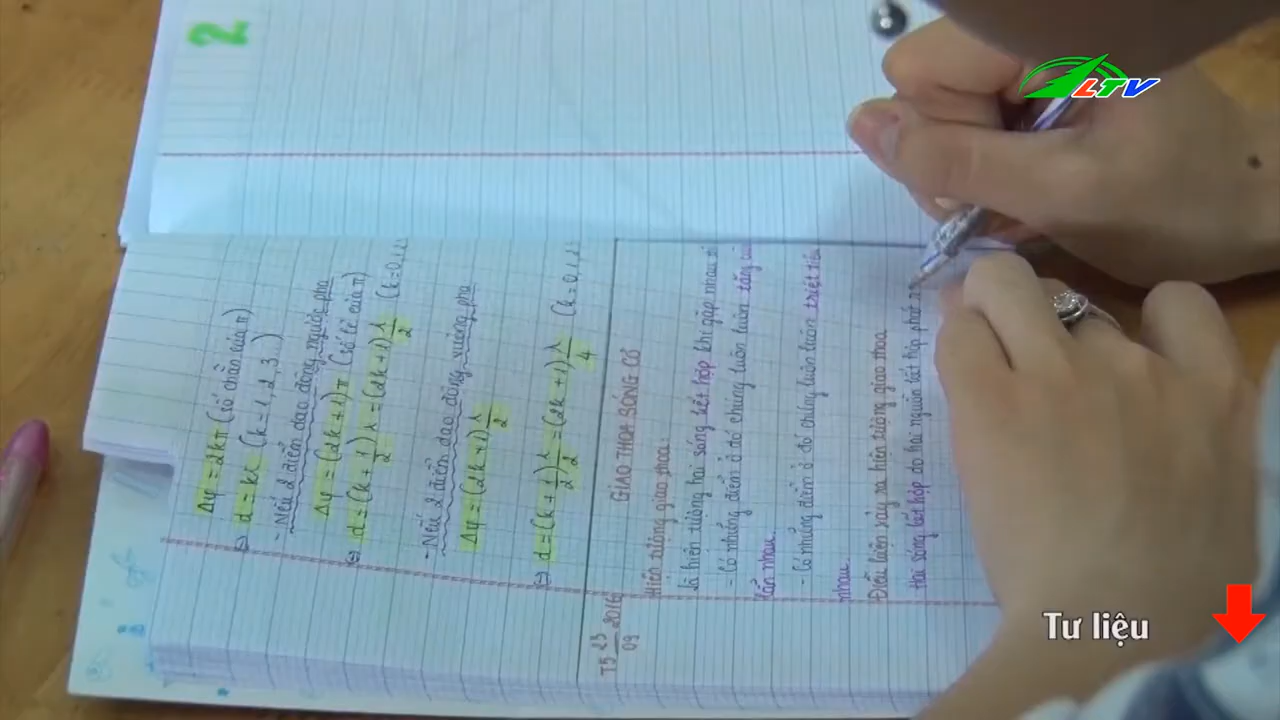 2
Δφ = 2kπ (số chẵn của π)
d = kλ (k = 1, 2, 3...)
- Nếu 2 điểm dao động ngược pha
Δφ = (2k + 1)π (số lẻ của π)
d = (k + 1/2)λ = (2k + 1)λ/2 (k = 0, 1
- Nếu 2 điểm dao động vuông pha
Δφ = (2k + 1)
d = (k + 1/2)λ/2 = (2k + 1)λ/4 (k = 0, 1
T5 23/09 2016
GIAO THOA SÓNG CƠ
Hiện tượng giao thoa:
là hiện tượng hai sóng kết hợp khi gặp nhau
- Có những điểm ở đó chúng luôn luôn tăng
lẫn nhau.
- Có những điểm ở đó chúng luôn luôn triệt tiêu
nhau.
Điều kiện xảy ra hiện tượng giao thoa
Hai sóng kết hợp do hai nguồn kết hợp phát
LTV
Tư liệu